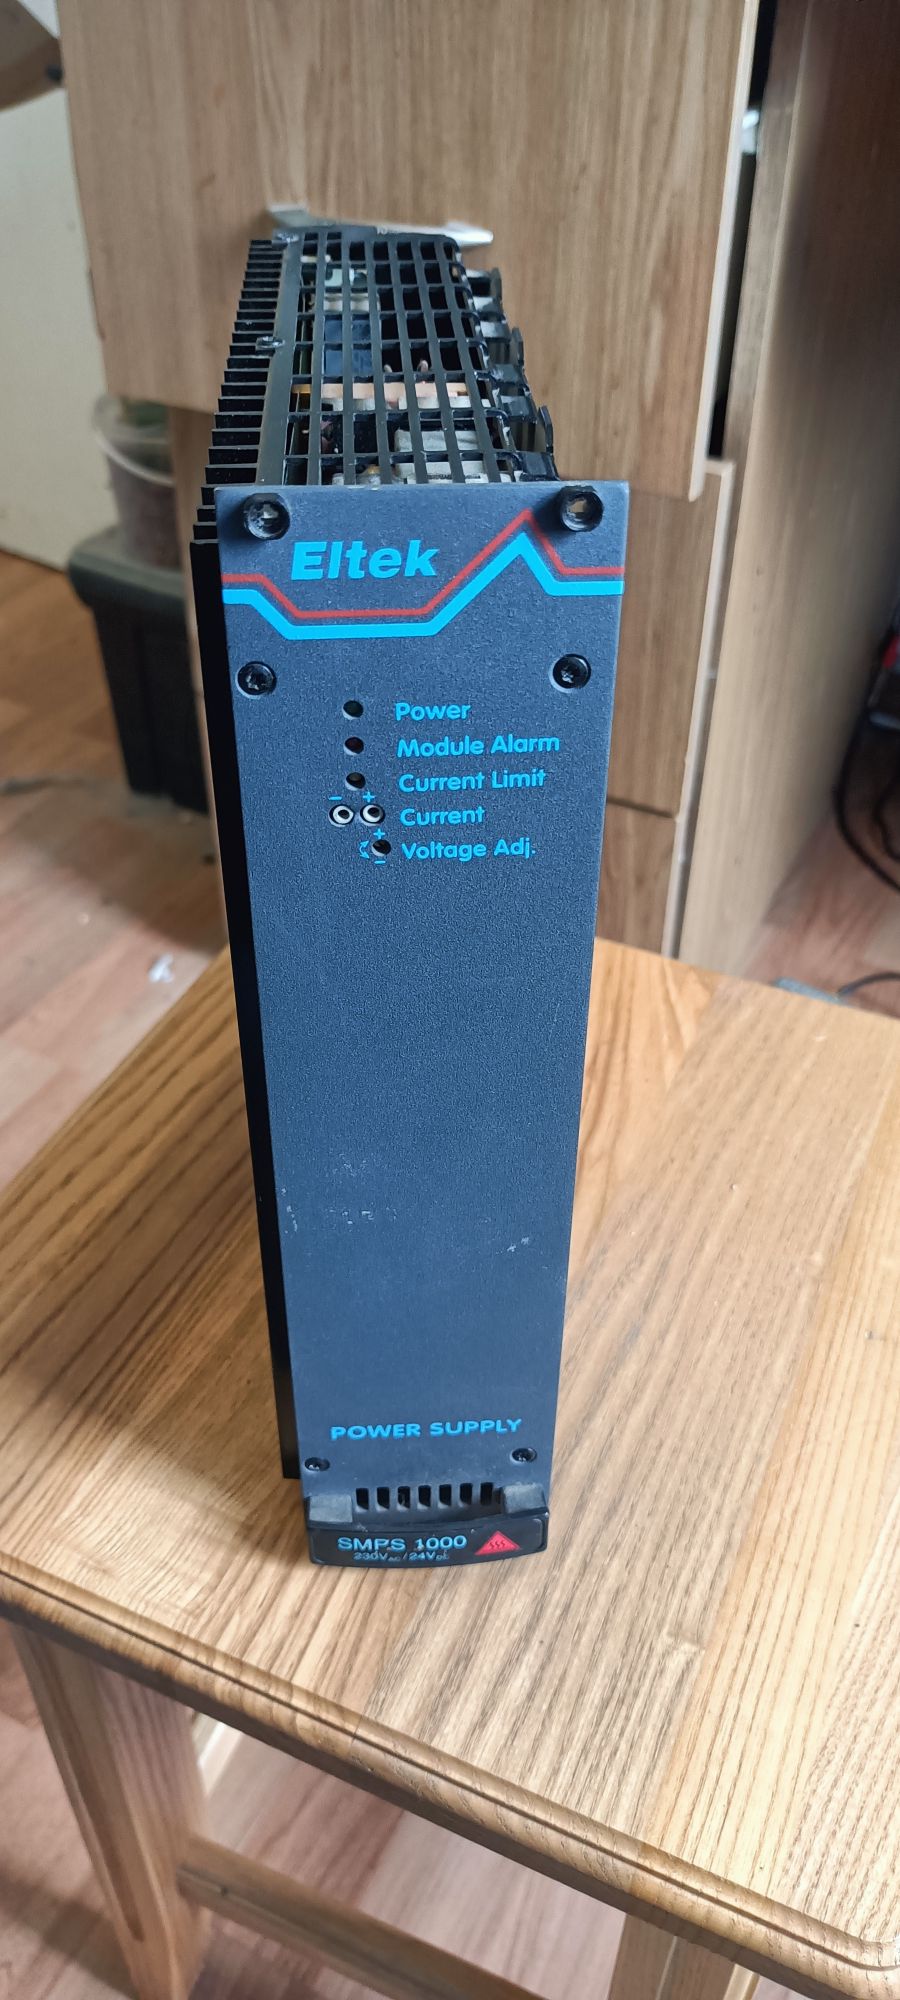 Eltek
Power
Module Alarm
Current Limit
- +
Current
+
Voltage Adj.
-
POWER SUPPLY
SMPS 1000
230VAC/24VDC